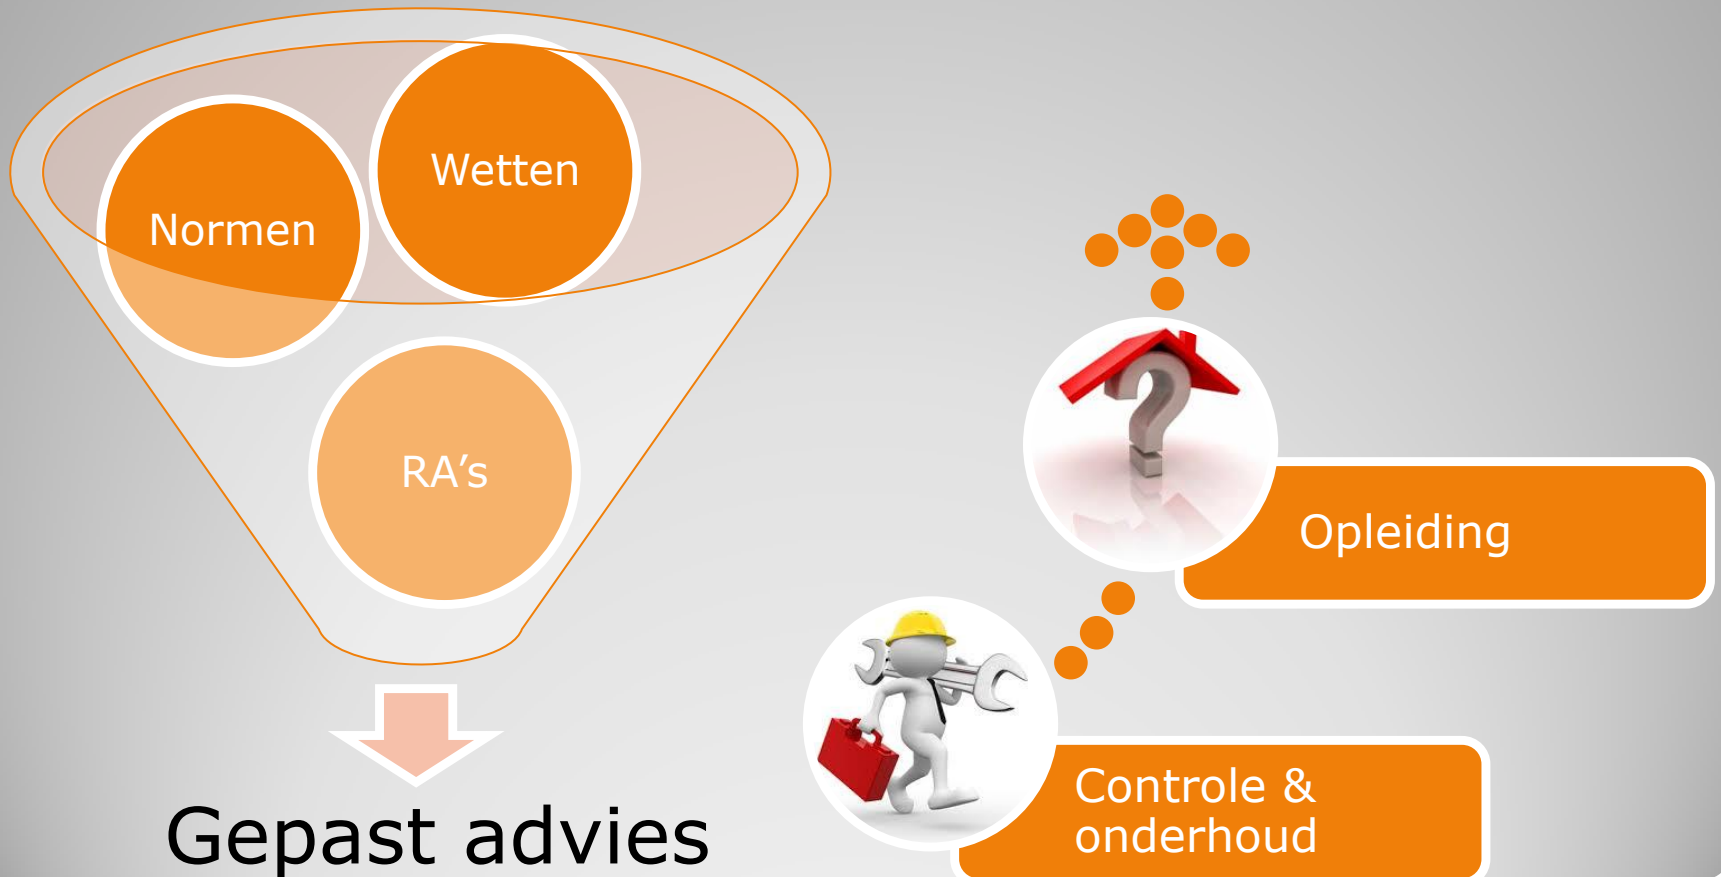 Wetten
Normen
RA’s
Gepast advies
Opleiding
Controle &
onderhoud